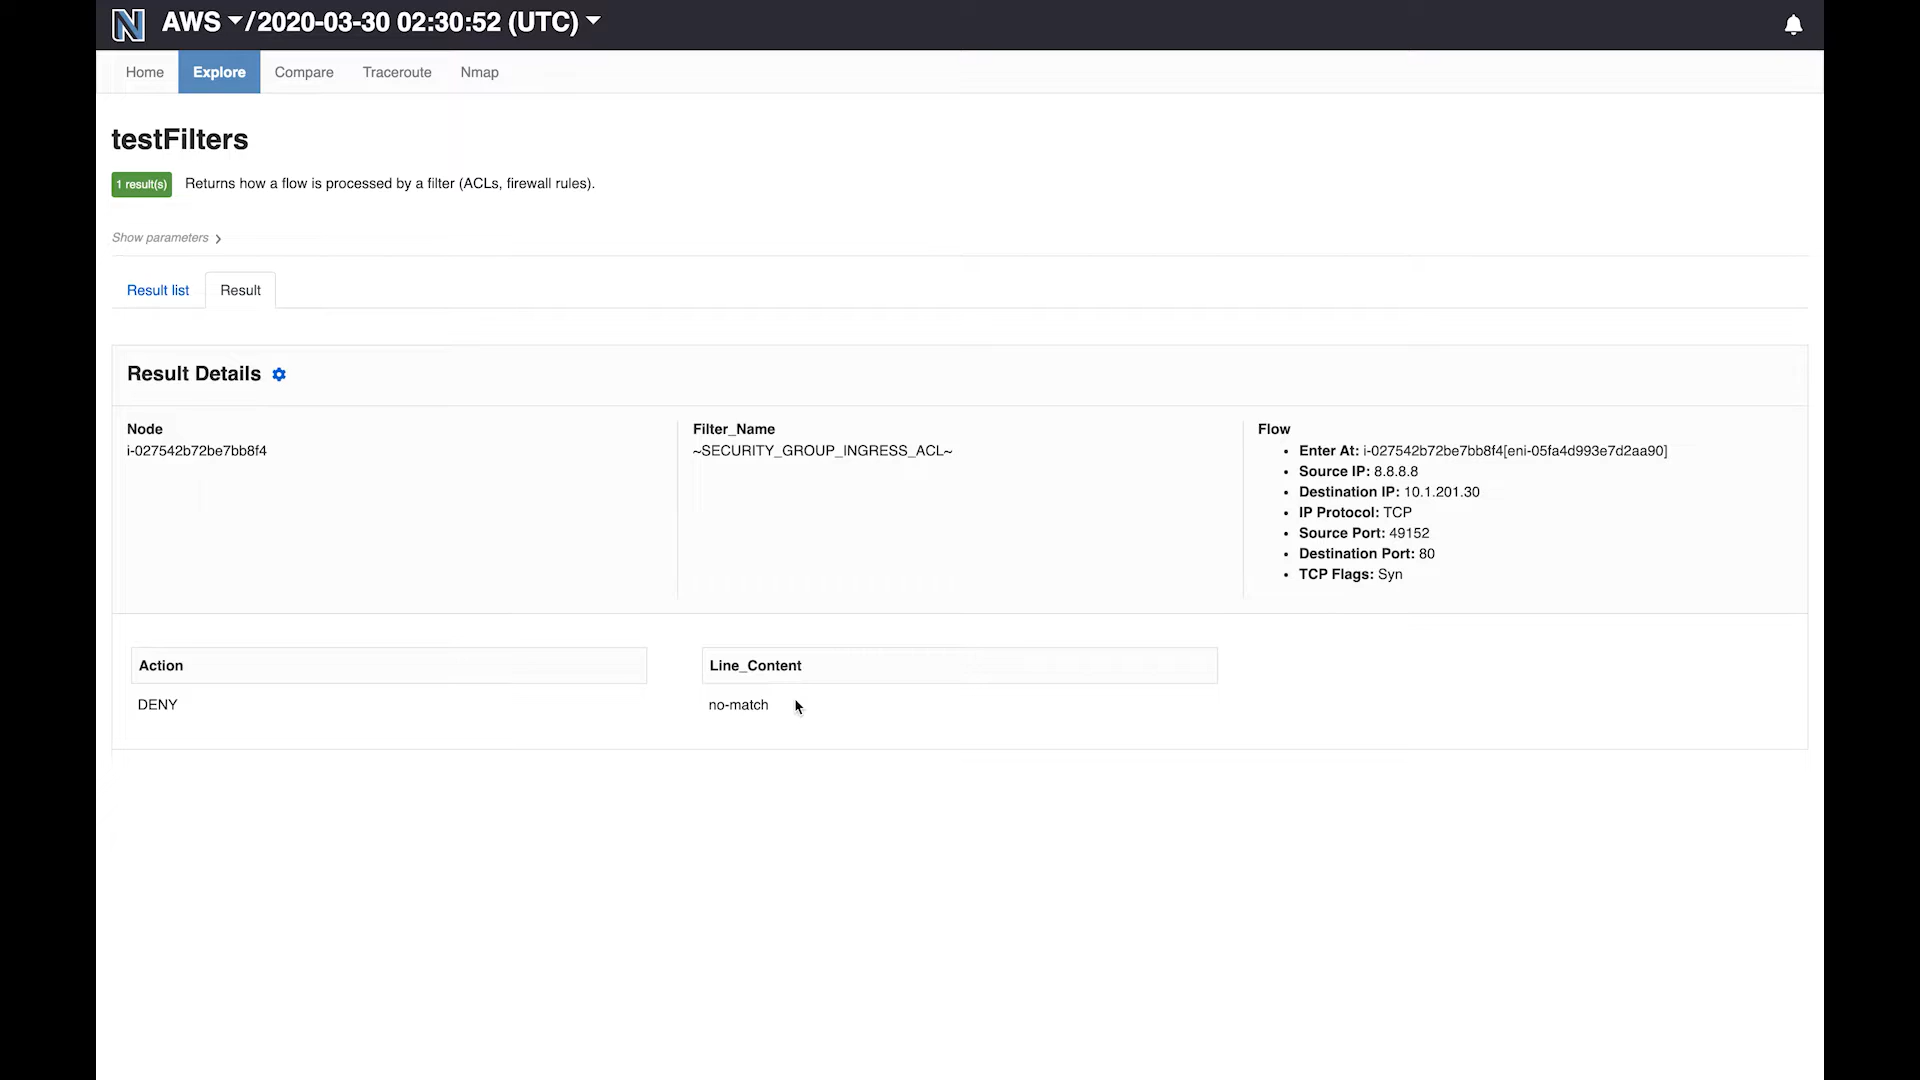 N AWS /2020-03-30 02:30:52 (UTC)
Home Explore Compare Traceroute Nmap
testFilters
1 result(s) Returns how a flow is processed by a filter (ACLs, firewall rules).
Show parameters
Result list Result
Result Details
Node
i-027542b72be7bb8f4
Filter_Name
~SECURITY_GROUP_INGRESS_ACL~
Flow
• Enter At: i-027542b72be7bb8f4[eni-05fa4d993e7d2aa90]
• Source IP: 8.8.8.8
• Destination IP: 10.1.201.30
• IP Protocol: TCP
• Source Port: 49152
• Destination Port: 80
• TCP Flags: Syn
Action Line_Content
DENY no-match